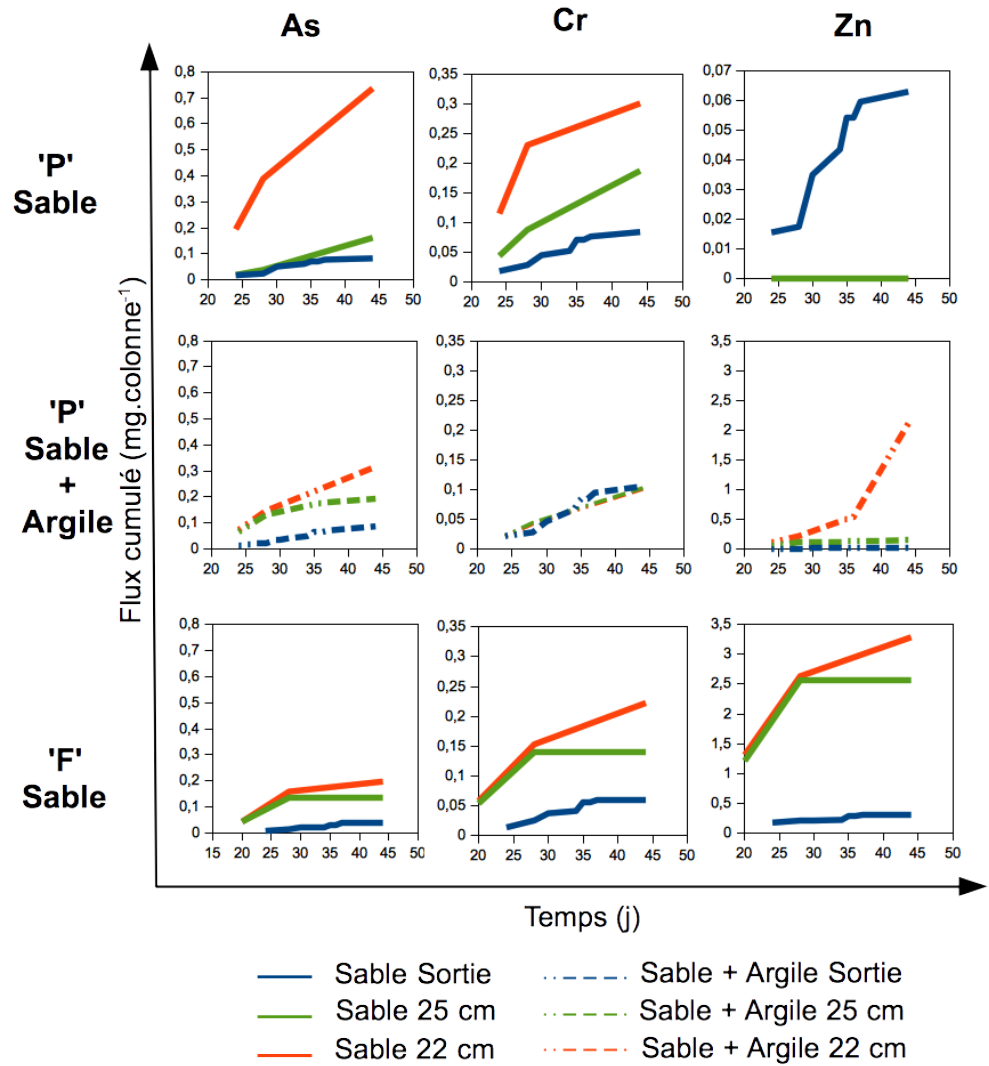 As
Cr
Zn
'P'
Sable
0,8
0,7
0,6
0,5
0,4
0,3
0,2
0,1
0
20 25 30 35 40 45 50
0,35
0,3
0,25
0,2
0,15
0,1
0,05
0
20 25 30 35 40 45 50
0,07
0,06
0,05
0,04
0,03
0,02
0,01
0
20 25 30 35 40 45 50
'P'
Sable
+
Argile
0,8
0,7
0,6
0,5
0,4
0,3
0,2
0,1
0
20 25 30 35 40 45 50
0,35
0,3
0,25
0,2
0,15
0,1
0,05
0
20 25 30 35 40 45 50
3,5
3
2,5
2
1,5
1
0,5
0
20 25 30 35 40 45 50
'F'
Sable
0,8
0,7
0,6
0,5
0,4
0,3
0,2
0,1
0
15 20 25 30 35 40 45 50
0,35
0,3
0,25
0,2
0,15
0,1
0,05
0
20 25 30 35 40 45 50
3,5
3
2,5
2
1,5
1
0,5
0
20 25 30 35 40 45 50
Flux cumulé (mg.colonne⁻¹)
Temps (j)
Sable Sortie
Sable 25 cm
Sable 22 cm
Sable + Argile Sortie
Sable + Argile 25 cm
Sable + Argile 22 cm